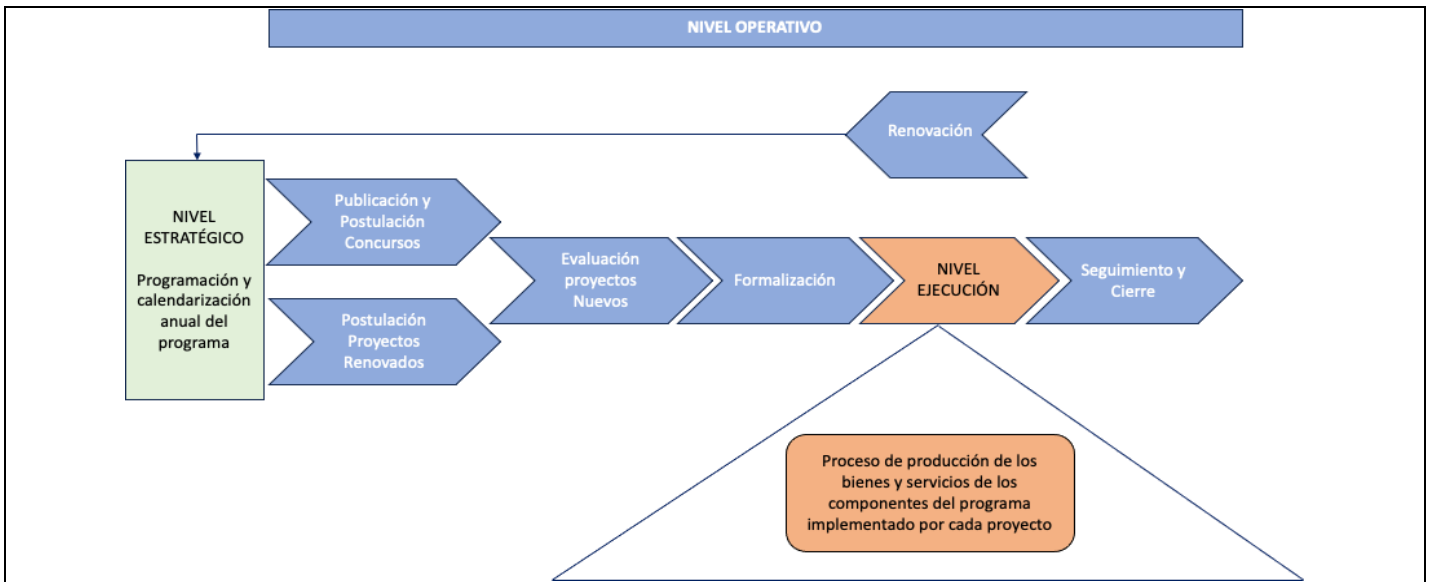 NIVEL OPERATIVO
Renovación
NIVEL
ESTRATÉGICO
Programación y
calendarización
anual del
programa
Publicación y
Postulación
Concursos
Postulación
Proyectos
Renovados
Evaluación
proyectos
Nuevos
Formalización
NIVEL
EJECUCIÓN
Seguimiento y
Cierre
Proceso de producción de los
bienes y servicios de los
componentes del programa
implementado por cada proyecto